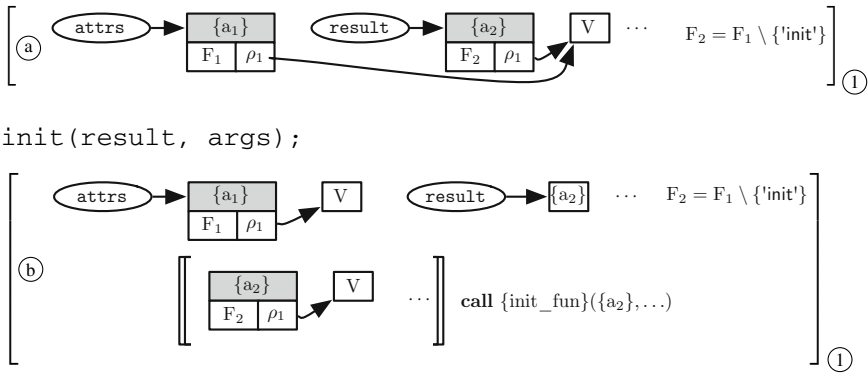 a attrs {a₁} F₁ ρ₁ result {a₂} F₂ ρ₁ V ⋯ F₂ = F₁ \ {'init'} 1
init(result, args);
attrs {a₁} F₁ ρ₁ V result {a₂} ⋯ F₂ = F₁ \ {'init'}
b {a₂} F₂ ρ₁ V ⋯ call {init_fun}({a₂},...) 1